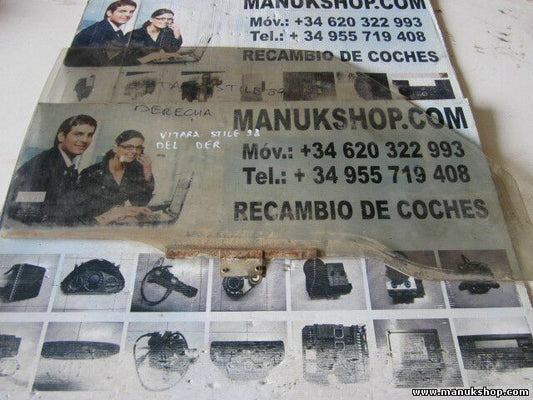 MANUKSHOP.COM
Móv.: +34 620 322 993
Tel.: +34 955 719 408
RECAMBIO DE COCHES
STILE 89
DERECHA
VITARA STILE 98
DEL DER
MANUKSHOP.COM
Móv.: +34 620 322 993
Tel.: + 34 955 719 408
RECAMBIO DE COCHES
www.manukshop.com